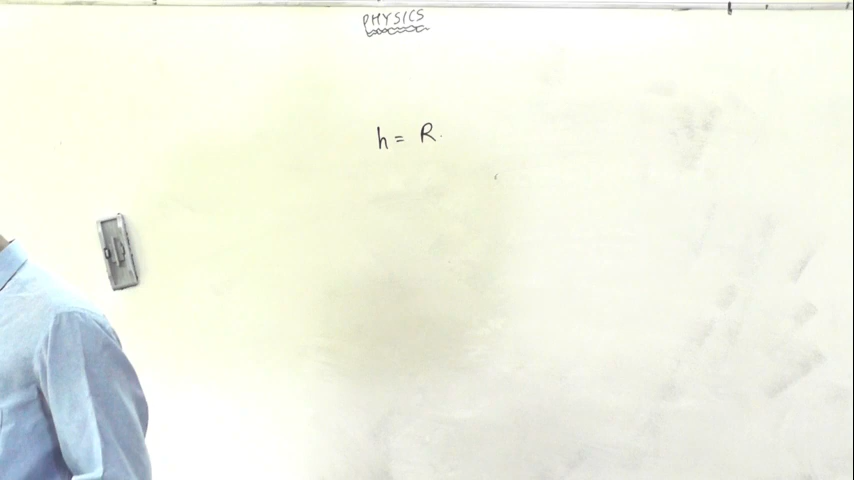 PHYSICS
h = R.